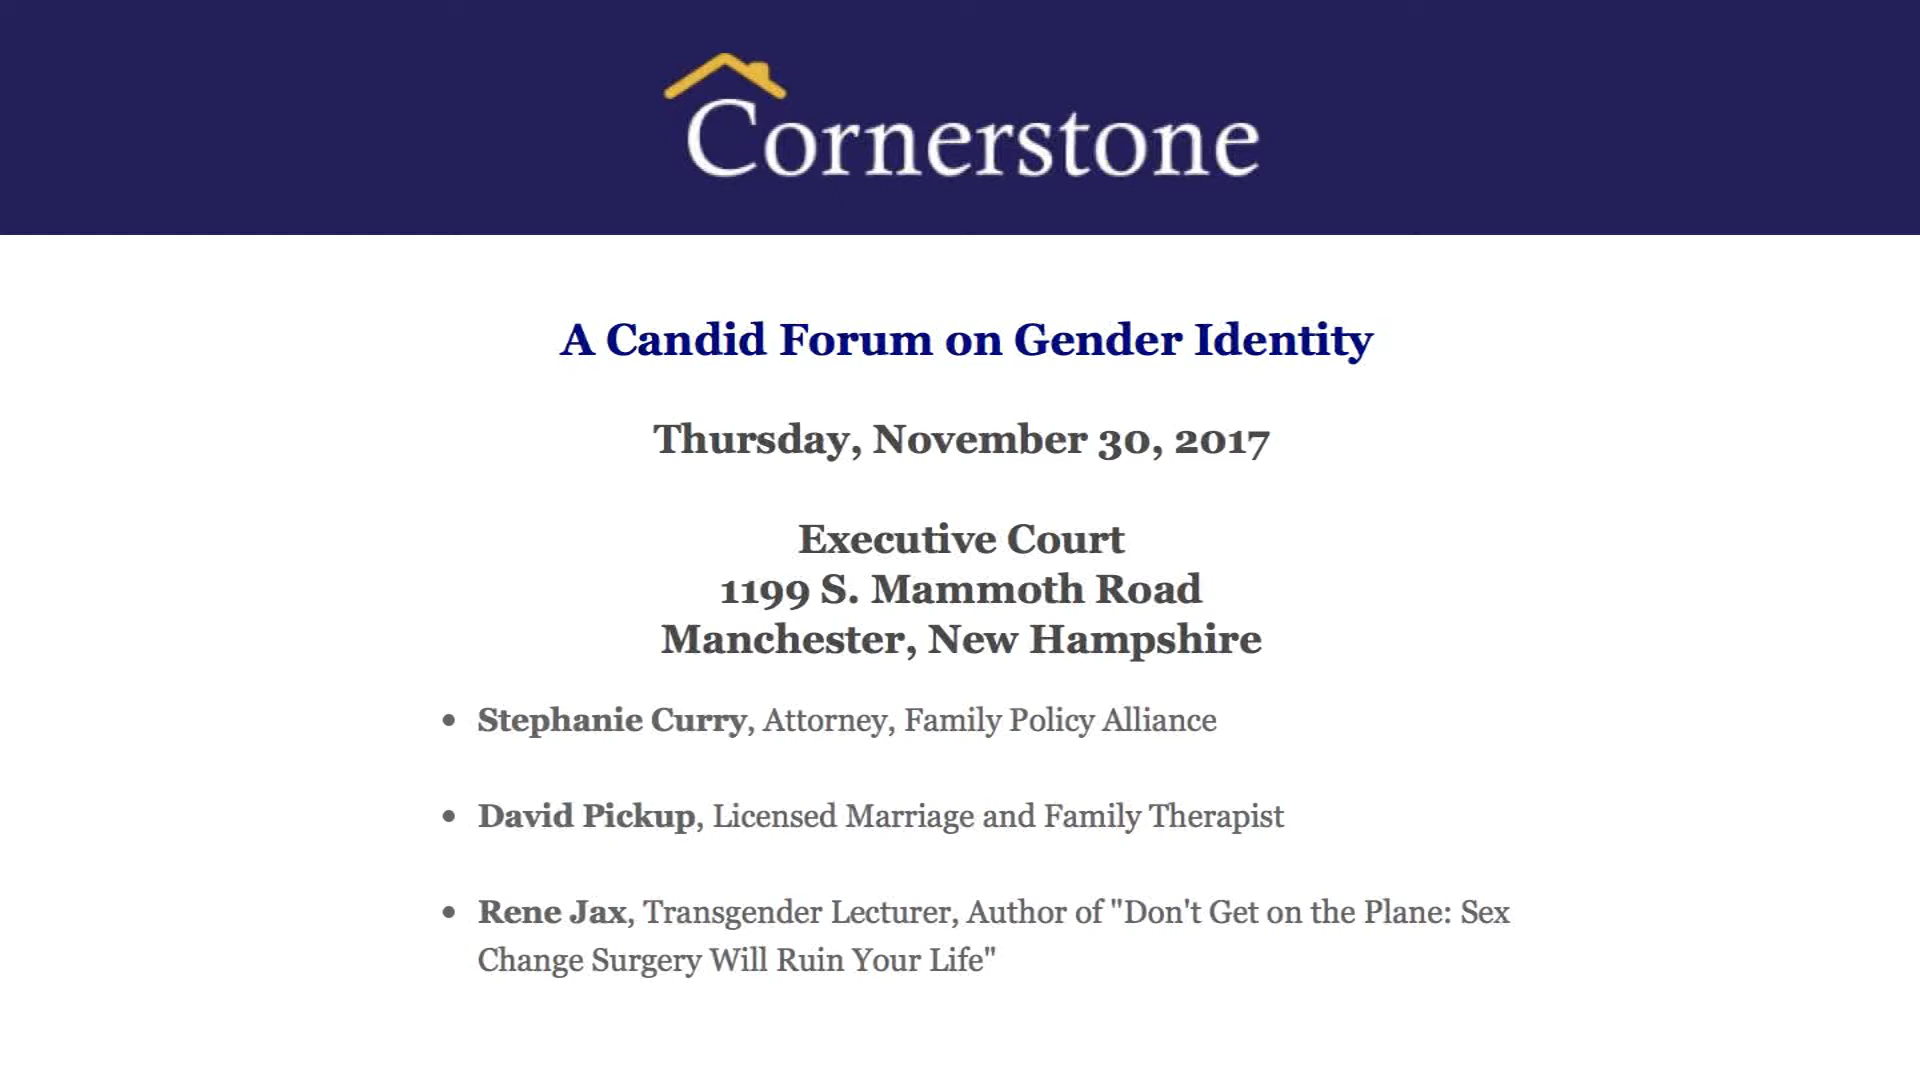 Cornerstone
A Candid Forum on Gender Identity
Thursday, November 30, 2017
Executive Court
1199 S. Mammoth Road
Manchester, New Hampshire
• Stephanie Curry, Attorney, Family Policy Alliance
• David Pickup, Licensed Marriage and Family Therapist
• Rene Jax, Transgender Lecturer, Author of "Don't Get on the Plane: Sex
Change Surgery Will Ruin Your Life"